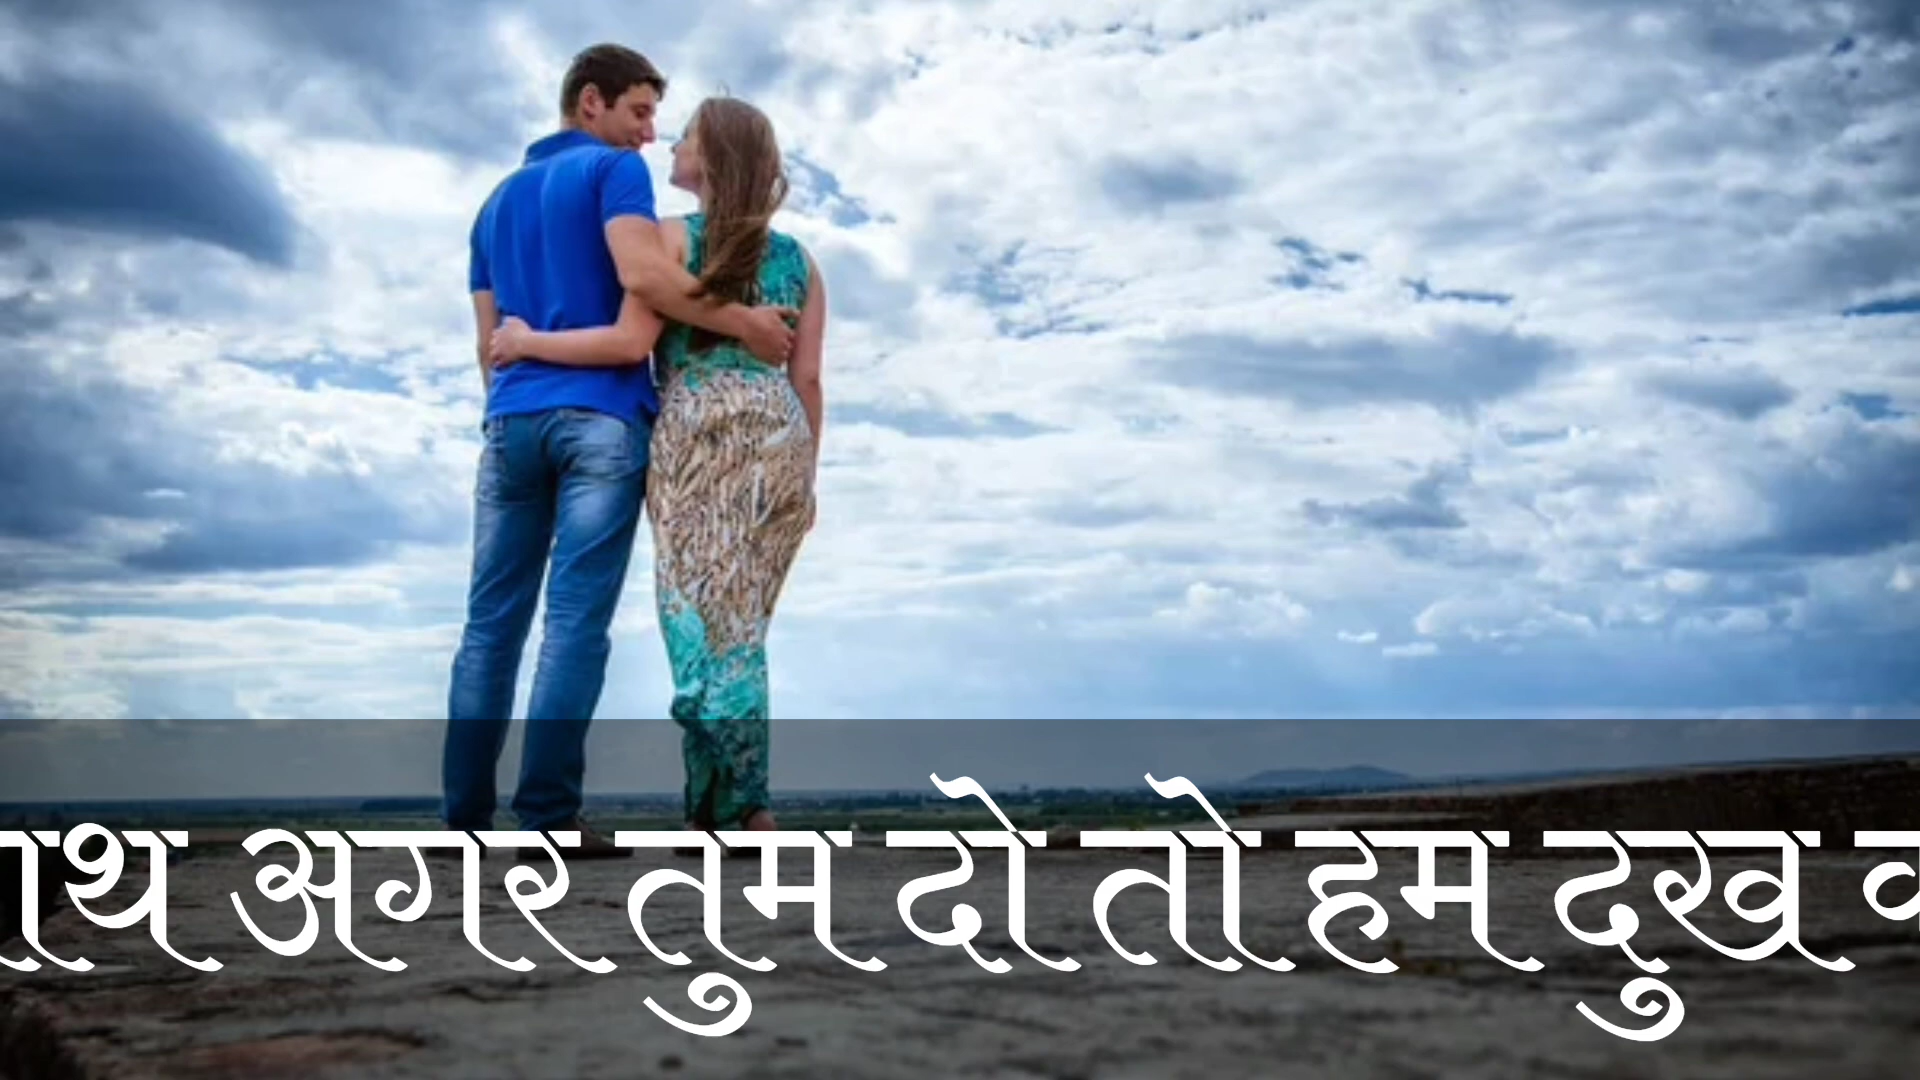 अगर तुम दो तो हम दुख